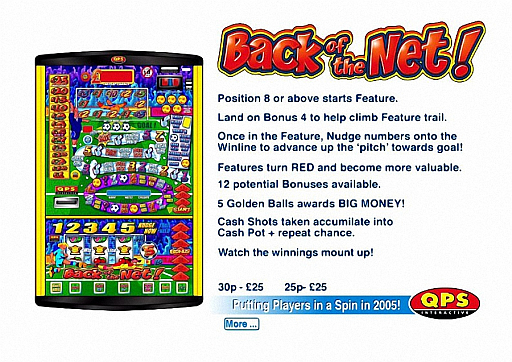 Back of the Net!
Position 8 or above starts Feature.
Land on Bonus 4 to help climb Feature trail.
Once in the Feature, Nudge numbers onto the
Winline to advance up the 'pitch' towards goal!
Features turn RED and become more valuable.
12 potential Bonuses available.
5 Golden Balls awards BIG MONEY!
Cash Shots taken accumilate into
Cash Pot + repeat chance.
Watch the winnings mount up!
30p - £25 25p- £25
Putting Players in a Spin in 2005!
QPS
INTERACTIVE
More ...
QPS
GOAL!
QPS
1 2 3 4 5 NUDGE NOW
Back of the Net!